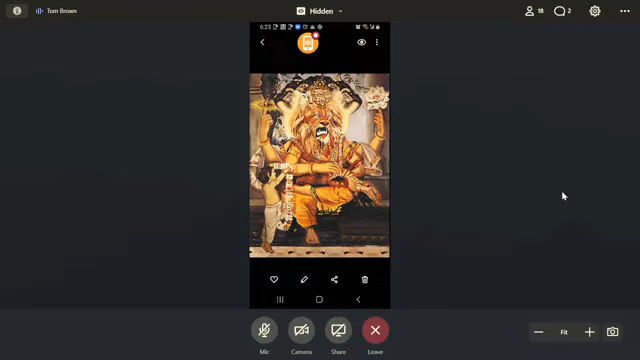 Tom Brown
Hidden
18
2
6:23
Mic
Camera
Share
Leave
Fit